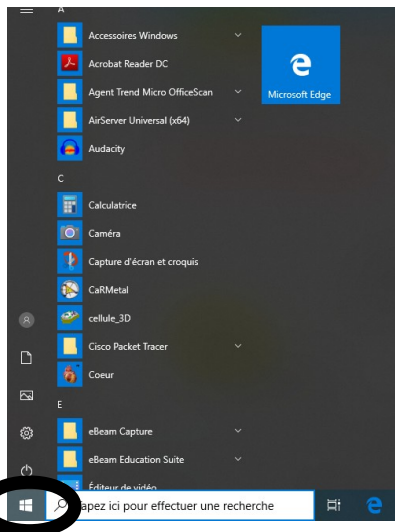 A
Accessoires Windows
Acrobat Reader DC
Agent Trend Micro OfficeScan
AirServer Universal (x64)
Audacity
Microsoft Edge
C
Calculatrice
Caméra
Capture d'écran et croquis
CaRMetal
cellule_3D
Cisco Packet Tracer
Coeur
E
eBeam Capture
eBeam Education Suite
Éditeur de vidéo
apez ici pour effectuer une recherche